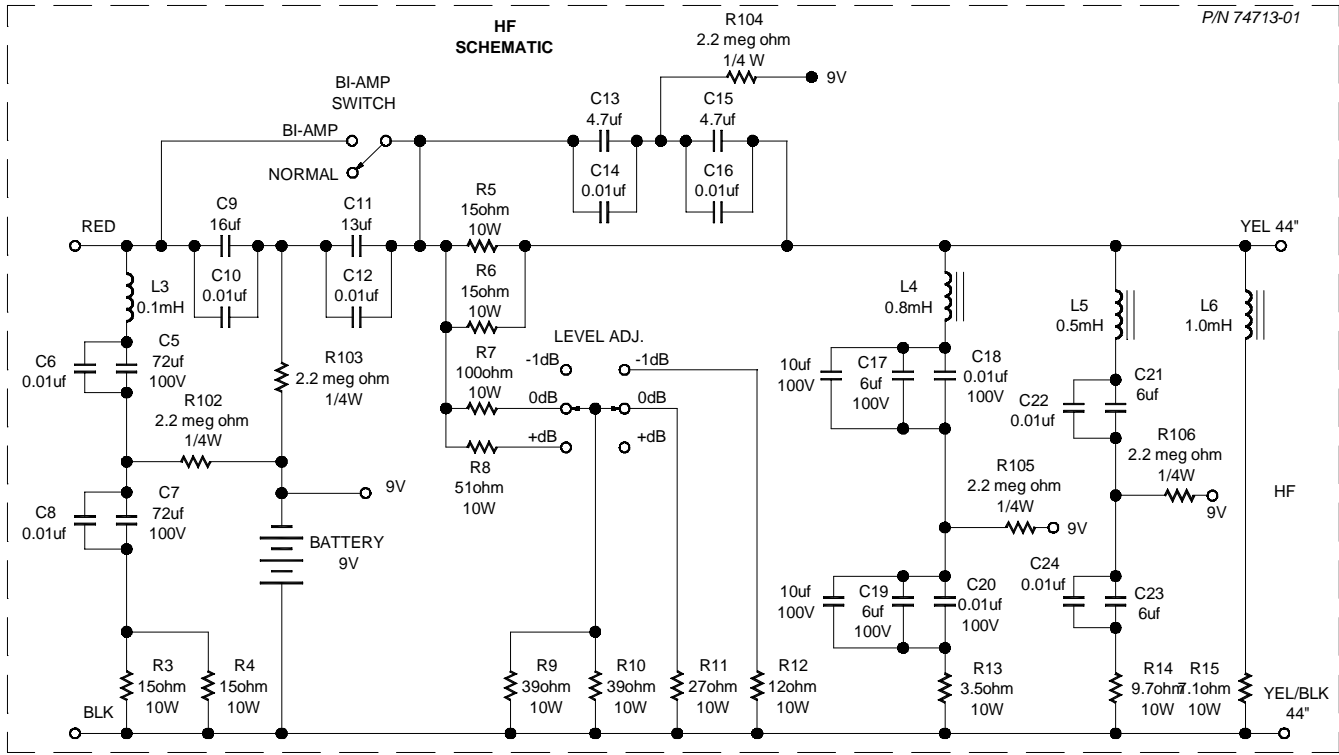 P/N 74713-01
HF
SCHEMATIC
R104
2.2 meg ohm
1/4 W
9V
BI-AMP
SWITCH
BI-AMP
NORMAL
C13
4.7uf
C15
4.7uf
C14
0.01uf
C16
0.01uf
RED
C9
16uf
C11
13uf
R5
15ohm
10W
YEL 44"
C10
0.01uf
C12
0.01uf
R6
15ohm
10W
L3
0.1mH
L4
0.8mH
L5
0.5mH
L6
1.0mH
C6
0.01uf
C5
72uf
100V
R103
2.2 meg ohm
1/4W
LEVEL ADJ.
-1dB
-1dB
R7
100ohm
10W
0dB
0dB
+dB
+dB
R8
51ohm
10W
10uf
100V
C17
6uf
100V
C18
0.01uf
100V
C22
0.01uf
C21
6uf
R102
2.2 meg ohm
1/4W
R106
2.2 meg ohm
1/4W
9V
R105
2.2 meg ohm
1/4W
9V
HF
C8
0.01uf
C7
72uf
100V
9V
BATTERY
9V
10uf
100V
C19
6uf
100V
C20
0.01uf
100V
C24
0.01uf
C23
6uf
R3
15ohm
10W
R4
15ohm
10W
R9
39ohm
10W
R10
39ohm
10W
R11
27ohm
10W
R12
12ohm
10W
R13
3.5ohm
10W
R14
9.7ohm
10W
R15
7.1ohm
10W
BLK
YEL/BLK
44"